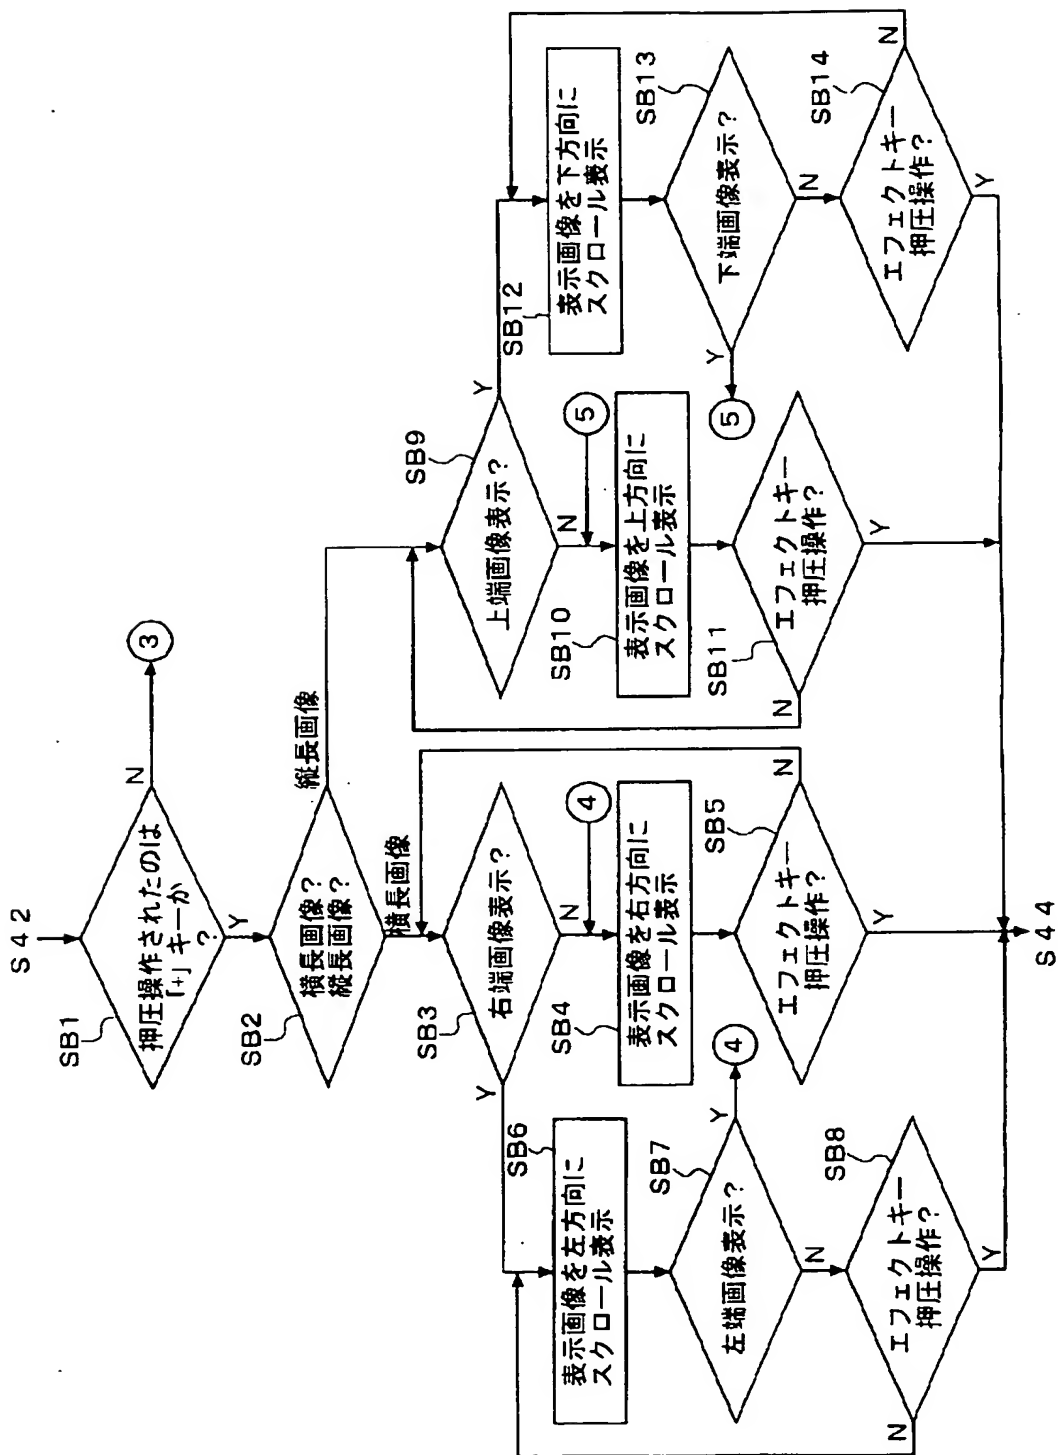 S42
SB1
押圧操作されたのは
「+」キーか
?
N
③
Y
SB2
横長画像?
縦長画像?
縦長画像
横長画像
SB3
右端画像表示?
Y
N
④
SB4
表示画像を右方向に
スクロール表示
SB5
エフェクトキー
押圧操作?
N
Y
SB6
表示画像を左方向に
スクロール表示
SB7
左端画像表示?
Y
④
N
SB8
エフェクトキー
押圧操作?
N
Y
SB9
上端画像表示?
Y
N
⑤
SB10
表示画像を上方向に
スクロール表示
SB11
エフェクトキー
押圧操作?
N
Y
SB12
表示画像を下方向に
スクロール表示
SB13
下端画像表示?
Y
⑤
N
SB14
エフェクトキー
押圧操作?
N
Y
S44